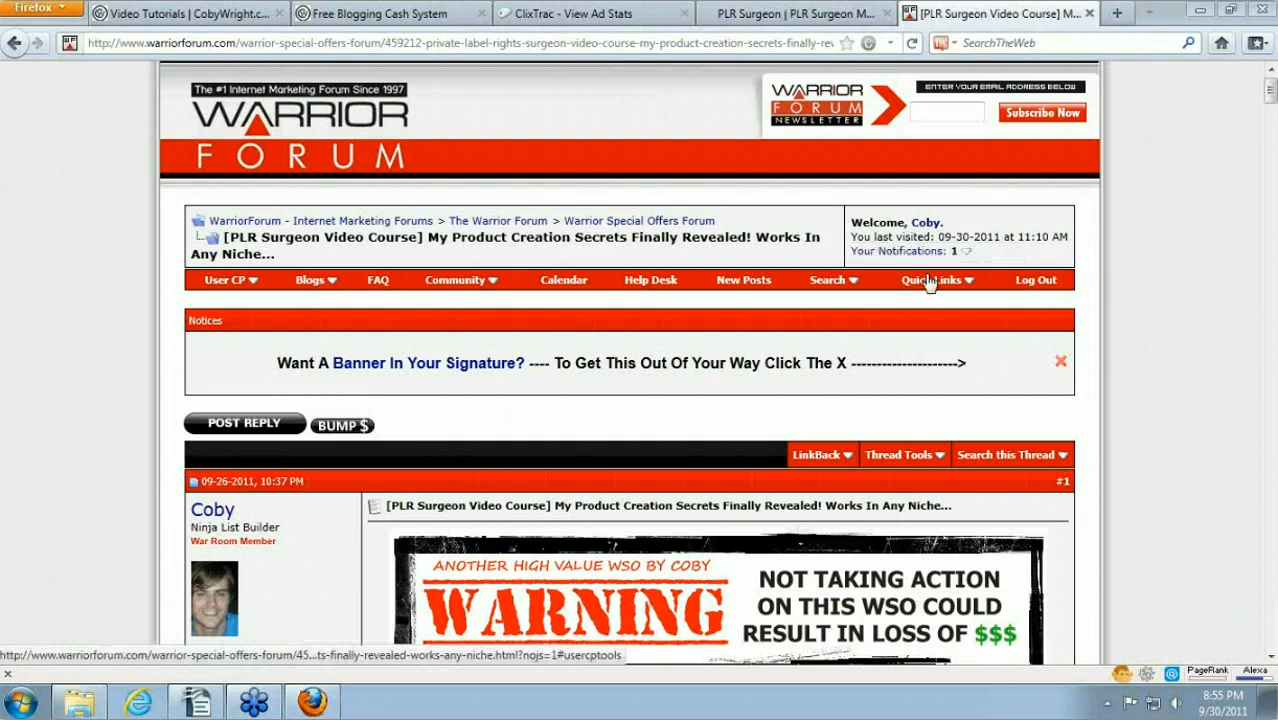 Firefox
Video Tutorials | CobyWright.c...
Free Blogging Cash System
ClixTrac - View Ad Stats
PLR Surgeon | PLR Surgeon M...
[PLR Surgeon Video Course] M...
http://www.warriorforum.com/warrior-special-offers-forum/459212-private-label-rights-surgeon-video-course-my-product-creation-secrets-finally-rev
SearchTheWeb
The #1 Internet Marketing Forum Since 1997
WARRIOR
FORUM
WARRIOR
FORUM
NEWSLETTER
ENTER YOUR EMAIL ADDRESS BELOW
Subscribe Now
WarriorForum - Internet Marketing Forums > The Warrior Forum > Warrior Special Offers Forum
[PLR Surgeon Video Course] My Product Creation Secrets Finally Revealed! Works In
Any Niche...
Welcome, Coby.
You last visited: 09-30-2011 at 11:10 AM
Your Notifications: 1
User CP Blogs FAQ Community Calendar Help Desk New Posts Search Quick Links Log Out
Notices
Want A Banner In Your Signature? ---- To Get This Out Of Your Way Click The X -------------------->
POST REPLY BUMP $
LinkBack Thread Tools Search this Thread
09-26-2011, 10:37 PM #1
Coby
Ninja List Builder
War Room Member
[PLR Surgeon Video Course] My Product Creation Secrets Finally Revealed! Works In Any Niche...
ANOTHER HIGH VALUE WSO BY COBY
WARNING
NOT TAKING ACTION
ON THIS WSO COULD
RESULT IN LOSS OF $$$
http://www.warriorforum.com/warrior-special-offers-forum/45...ts-finally-revealed-works-any-niche.html?nojs=1#usercptools
PageRank
Alexa
8:55 PM
9/30/2011